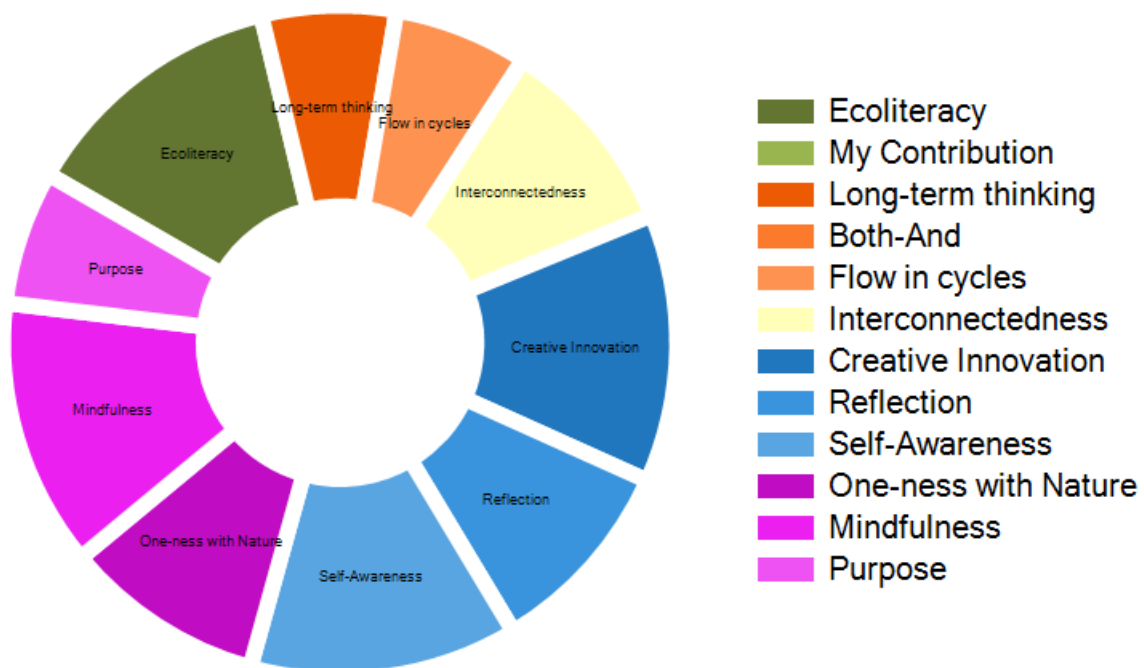 Long-term thinking
Flow in cycles
Ecoliteracy
Interconnectedness
Purpose
Creative Innovation
Mindfulness
Reflection
One-ness with Nature
Self-Awareness
Ecoliteracy
My Contribution
Long-term thinking
Both-And
Flow in cycles
Interconnectedness
Creative Innovation
Reflection
Self-Awareness
One-ness with Nature
Mindfulness
Purpose